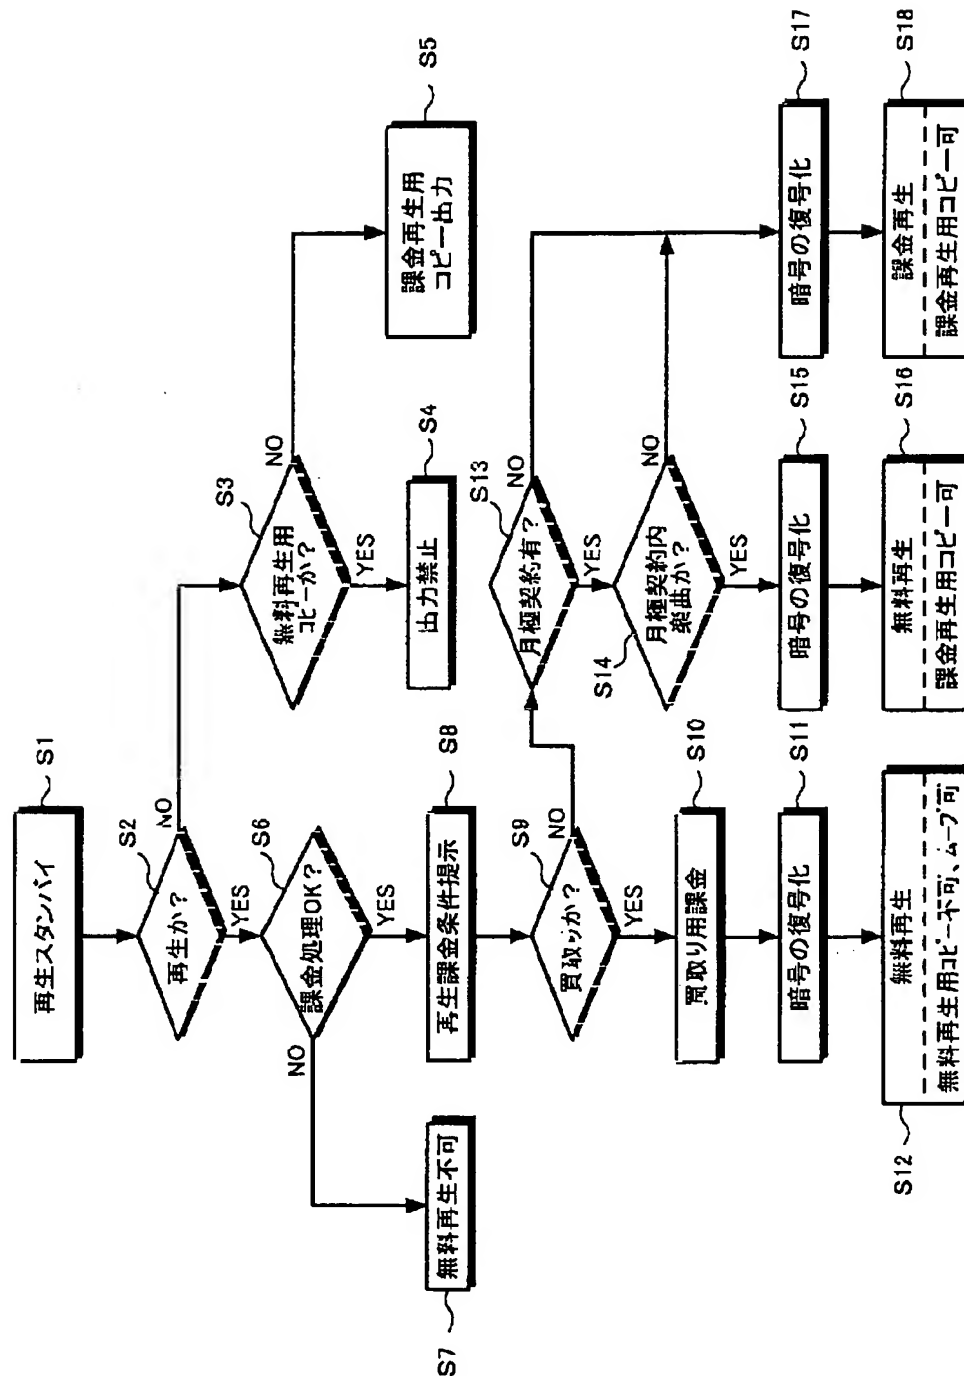 再生スタンバイ
S1
再生か?
S2
NO
YES
無料再生用
コピーか?
S3
NO
YES
出力禁止
S4
課金再生用
コピー出力
S5
課金処理OK?
S6
NO
YES
無料再生不可
S7
再生課金条件提示
S8
買取りか?
S9
NO
YES
買取り用課金
S10
暗号の復号化
S11
無料再生
無料再生用コピー不可、ムーブ可
S12
月極契約有?
S13
NO
YES
月極契約内
楽曲か?
S14
NO
YES
暗号の復号化
S15
無料再生
課金再生用コピー可
S16
暗号の復号化
S17
課金再生
課金再生用コピー可
S18